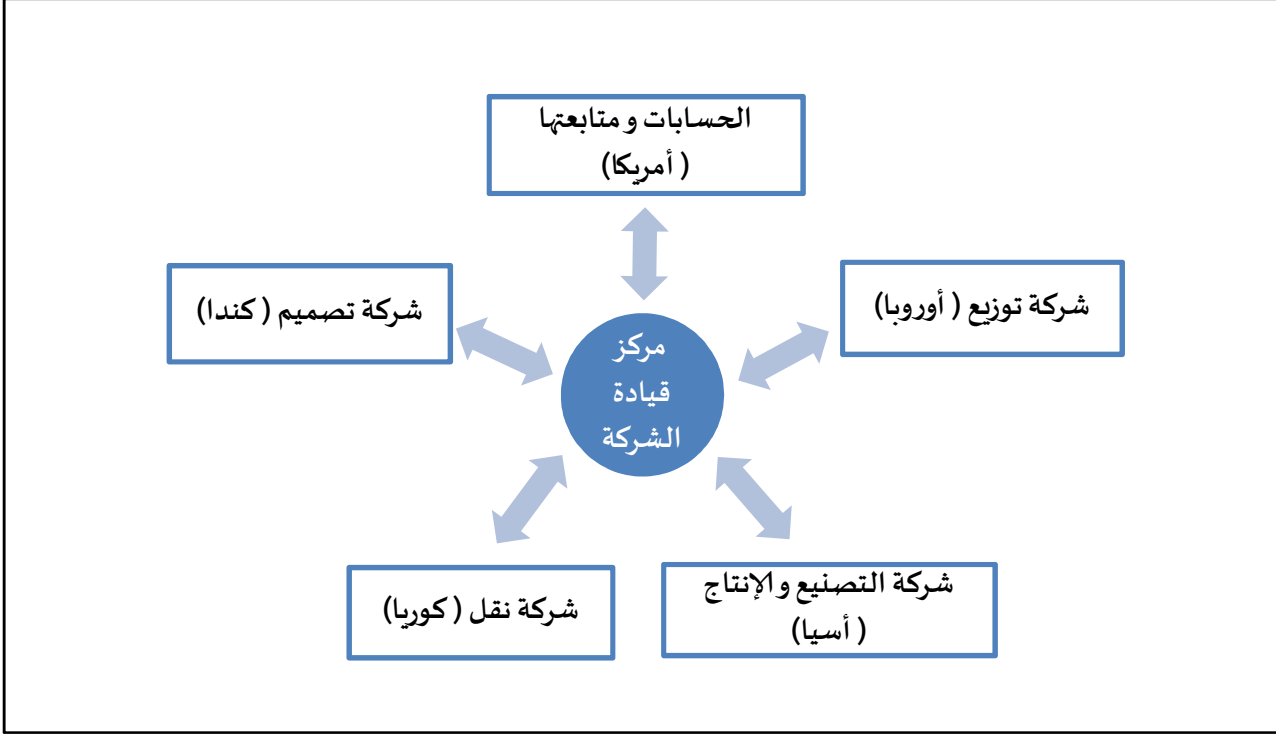 الحسابات و متابعتها
( أمريكا)
شركة توزيع ( أوروبا)
شركة تصميم ( كندا)
مركز
قيادة
الشركة
شركة التصنيع والإنتاج
( أسيا)
شركة نقل ( كوريا)